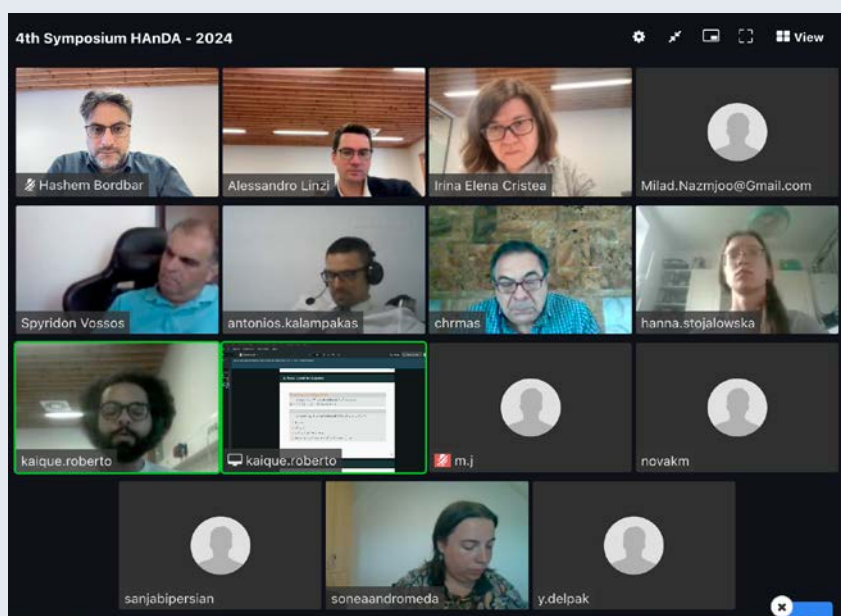 4th Symposium HAnDA - 2024
View
Hashem Bordbar
Alessandro Linzi
Irina Elena Cristea
Milad.Nazmjoo@Gmail.com
Spyridon Vossos
antonios.kalampakas
chrmas
hanna.stojalowska
kaique.roberto
kaique.roberto
m.j
novakm
sanjabipersian
soneaandromeda
y.delpak